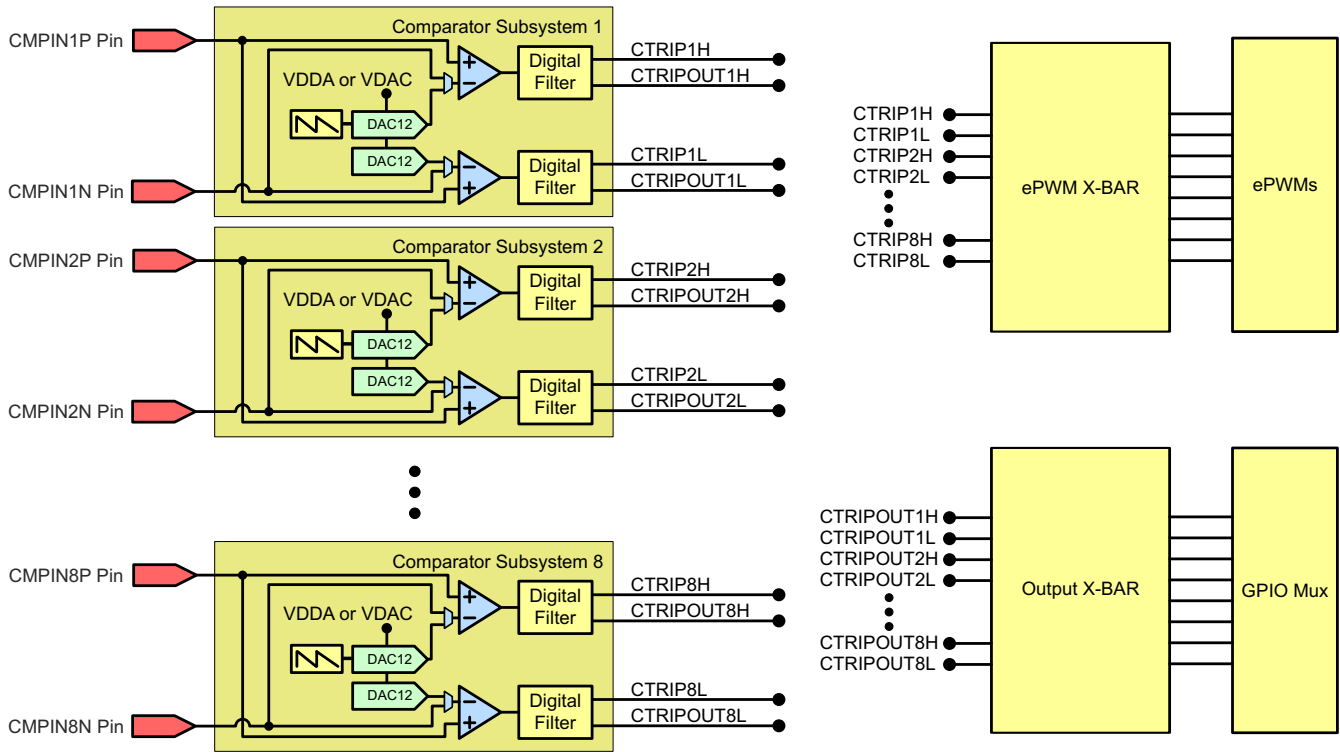 Comparator Subsystem 1
CMPIN1P Pin
VDDA or VDAC
DAC12
DAC12
Digital
Filter
Digital
Filter
CTRIP1H
CTRIPOUT1H
CTRIP1L
CTRIPOUT1L
CMPIN1N Pin
Comparator Subsystem 2
CMPIN2P Pin
VDDA or VDAC
DAC12
DAC12
Digital
Filter
Digital
Filter
CTRIP2H
CTRIPOUT2H
CTRIP2L
CTRIPOUT2L
CMPIN2N Pin
Comparator Subsystem 8
CMPIN8P Pin
VDDA or VDAC
DAC12
DAC12
Digital
Filter
Digital
Filter
CTRIP8H
CTRIPOUT8H
CTRIP8L
CTRIPOUT8L
CMPIN8N Pin
CTRIP1H
CTRIP1L
CTRIP2H
CTRIP2L
CTRIP8H
CTRIP8L
ePWM X-BAR
ePWMs
CTRIPOUT1H
CTRIPOUT1L
CTRIPOUT2H
CTRIPOUT2L
CTRIPOUT8H
CTRIPOUT8L
Output X-BAR
GPIO Mux